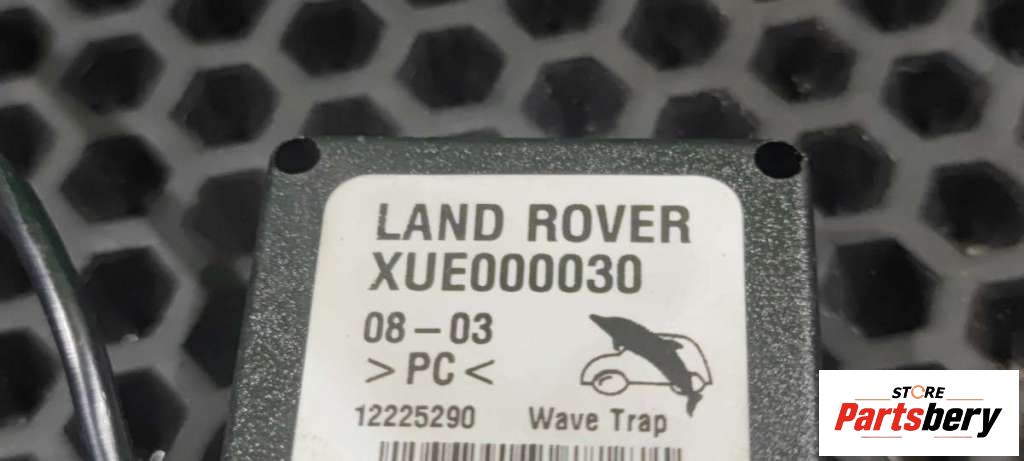 LAND ROVER
XUE000030
08-03
>PC<
12225290 Wave Trap
STORE
Partsbery